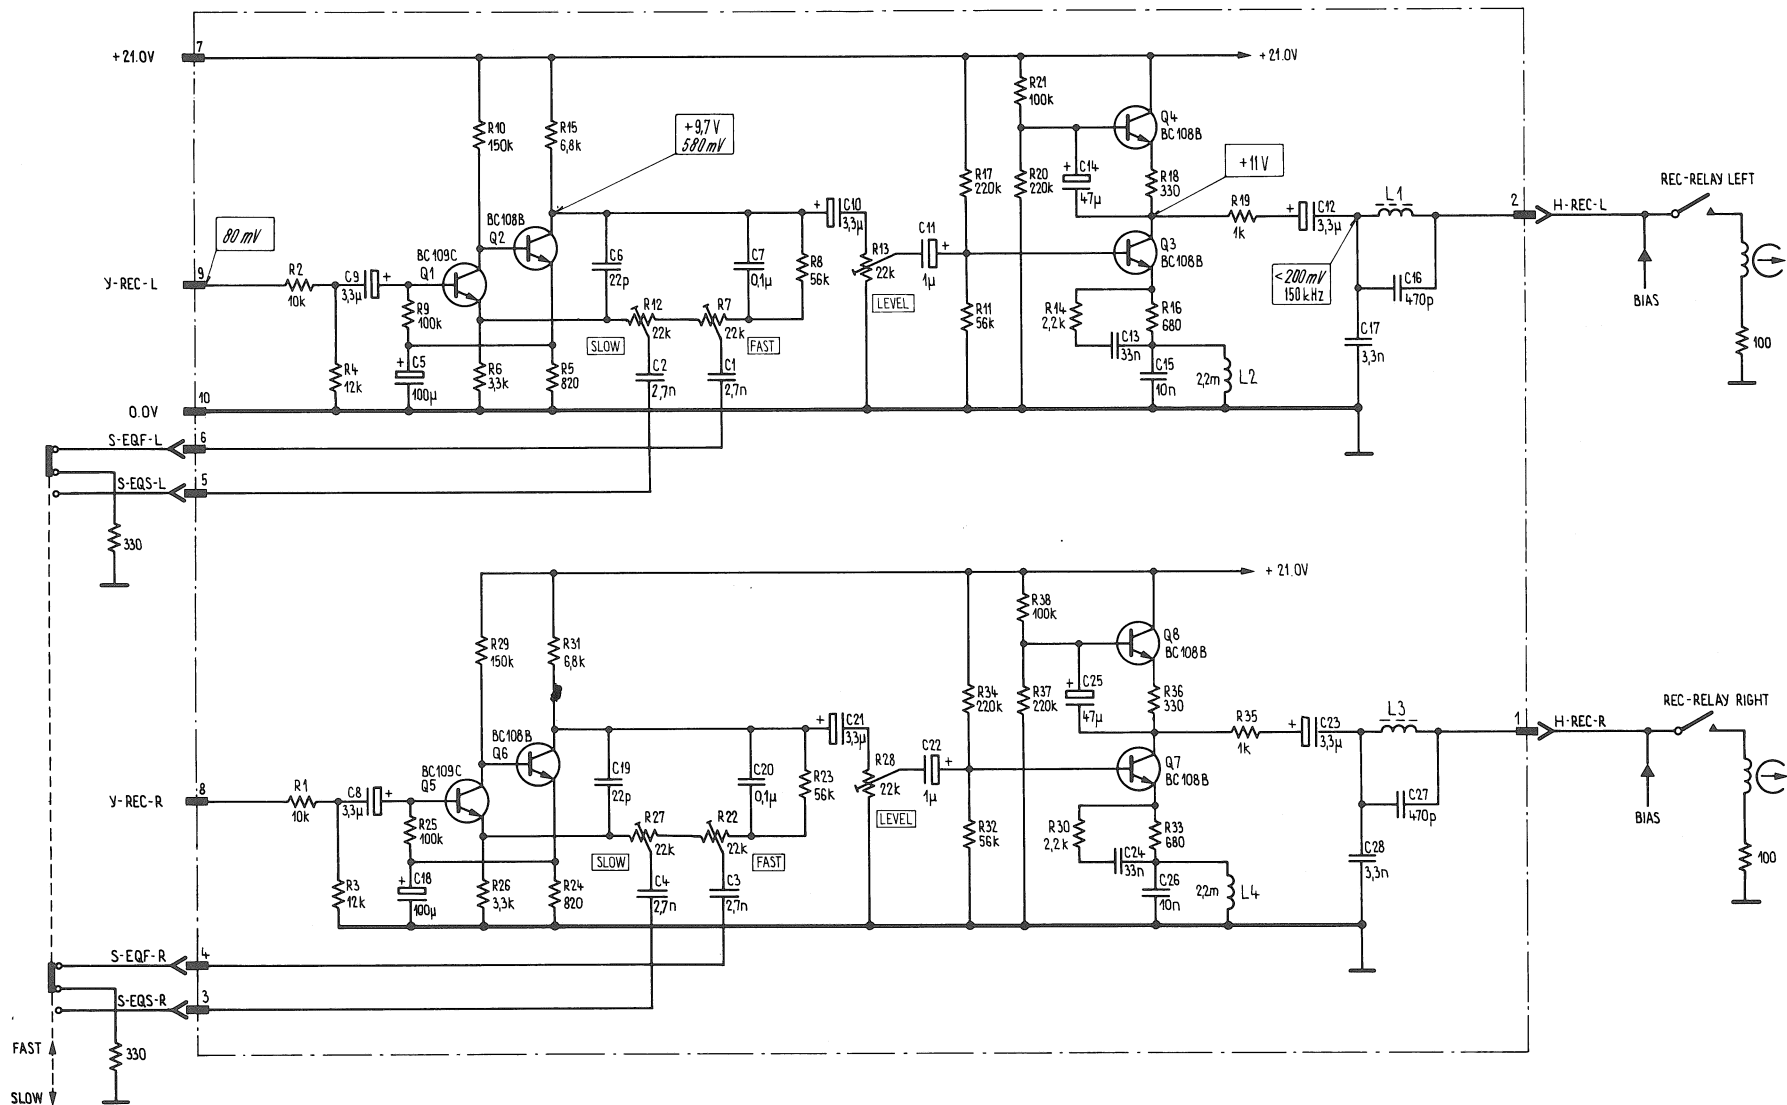 7
+21.0V
+21.0V
R10
150k
R15
6,8k
+9,7V
580mV
R21
100k
Q4
BC108B
R17
220k
R20
220k
+
C14
47µ
R18
330
+11V
REC-RELAY LEFT
80 mV
BC108B
Q2
+
C10
3,3µ
R19
1k
+
C12
3,3µ
L1
2
H-REC-L
9
Y-REC-L
R2
10k
C9
3,3µ
+
BC109C
Q1
R9
100k
C6
22p
C7
0,1µ
R8
56k
R13
22k
LEVEL
C11
+
1µ
Q3
BC108B
<200mV
150kHz
C16
470p
BIAS
R12
22k
SLOW
R7
22k
FAST
R11
56k
R14
2,2k
R16
680
C13
33n
C17
3,3n
100
R4
12k
+
C5
100µ
R6
3,3k
R5
820
C2
2,7n
C1
2,7n
C15
10n
2,2m
L2
10
0.0V
S-EQF-L
6
S-EQS-L
5
330
+21.0V
R29
150k
R31
6,8k
R38
100k
Q8
BC108B
R34
220k
R37
220k
+
C25
47µ
R36
330
REC-RELAY RIGHT
BC108B
Q6
+
C21
3,3µ
R35
1k
+
C23
3,3µ
L3
1
H-REC-R
8
Y-REC-R
R1
10k
C8
3,3µ
+
BC109C
Q5
R25
100k
C19
22p
C20
0,1µ
R23
56k
R28
22k
LEVEL
C22
+
1µ
Q7
BC108B
C27
470p
BIAS
R27
22k
SLOW
R22
22k
FAST
R32
56k
R30
2,2k
R33
680
C24
33n
C28
3,3n
100
R3
12k
+
C18
100µ
R26
3,3k
R24
820
C4
2,7n
C3
2,7n
C26
10n
2,2m
L4
S-EQF-R
4
S-EQS-R
3
FAST
330
SLOW